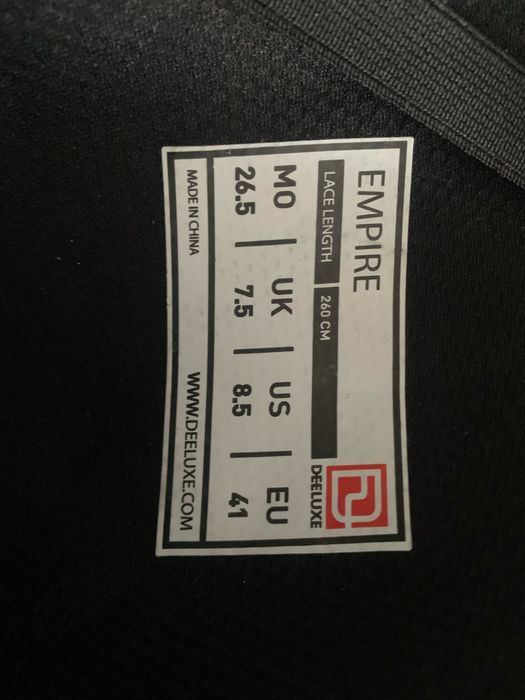 EMPIRE
LACE LENGTH 260 CM
DEELUXE
MO | UK | US | EU
26.5 | 7.5 | 8.5 | 41
MADE IN CHINA WWW.DEELUXE.COM